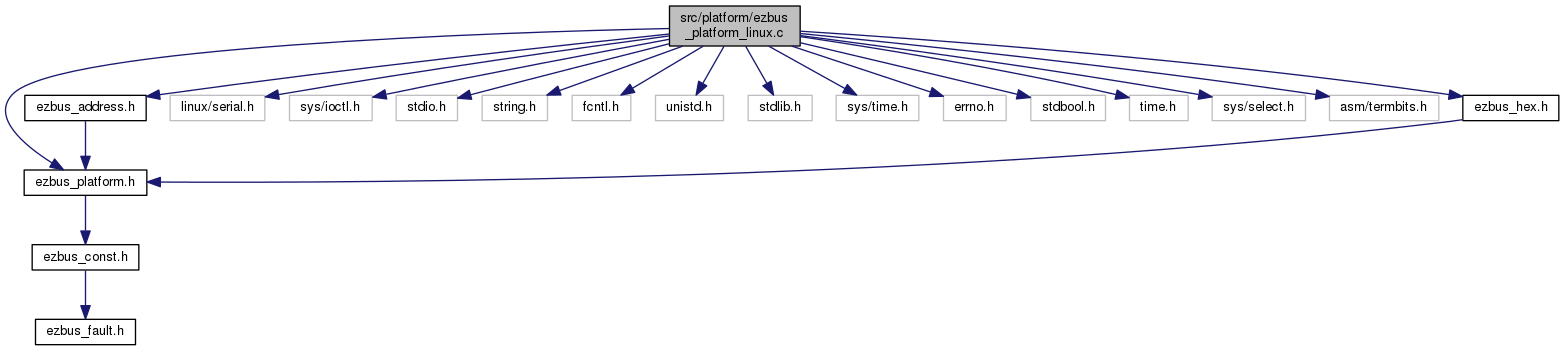 src/platform/ezbus
_platform_linux.c
ezbus_address.h
linux/serial.h
sys/ioctl.h
stdio.h
string.h
fcntl.h
unistd.h
stdlib.h
sys/time.h
errno.h
stdbool.h
time.h
sys/select.h
asm/termbits.h
ezbus_hex.h
ezbus_platform.h
ezbus_const.h
ezbus_fault.h